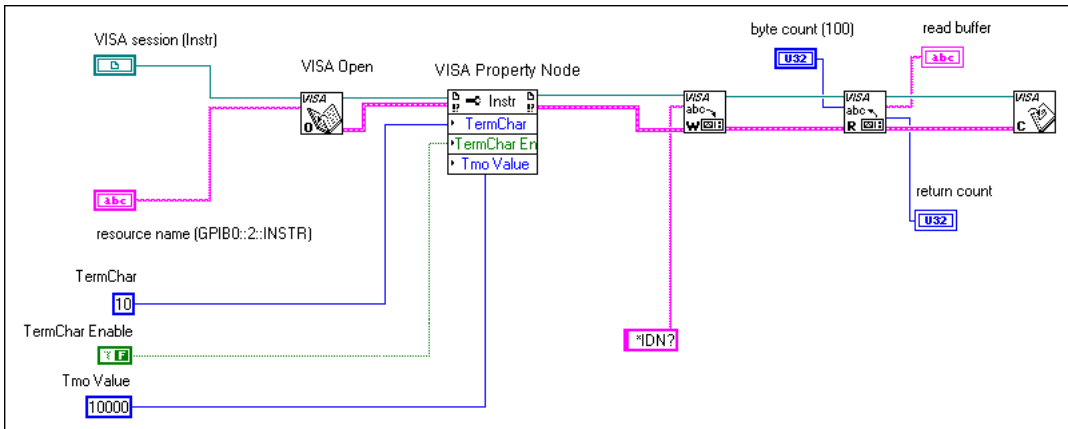 VISA session (Instr)
VISA Open
VISA Property Node
byte count (100)
read buffer
U32
abc
VISA
O
Instr
TermChar
TermChar En
Tmo Value
VISA
abc
W
VISA
abc
R
VISA
C
abc
resource name (GPIB0::2::INSTR)
return count
U32
TermChar
10
TermChar Enable
F
*IDN?
Tmo Value
10000